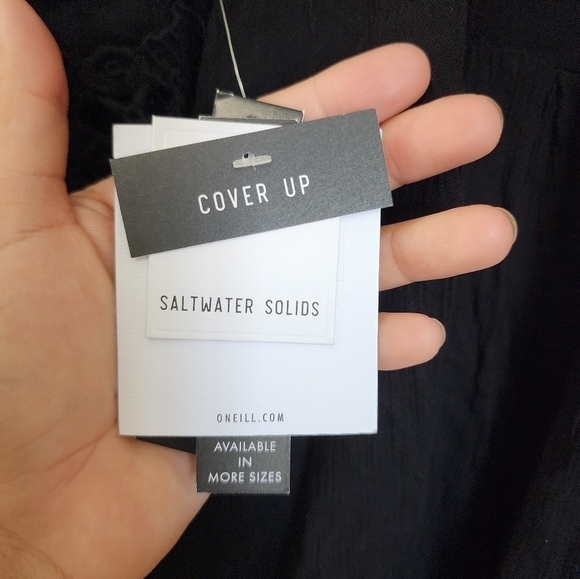 COVER UP
SALTWATER SOLIDS
ONEILL.COM
AVAILABLE
IN
MORE SIZES